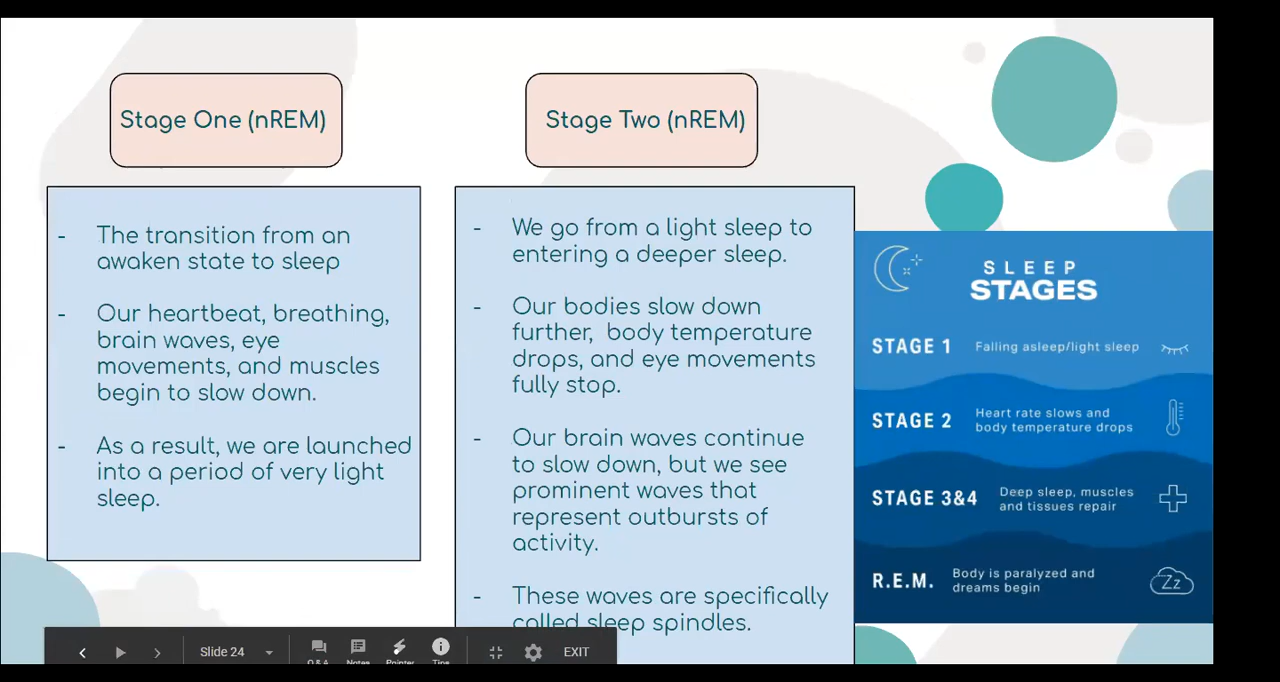 Stage One (nREM)
- The transition from an
awaken state to sleep
- Our heartbeat, breathing,
brain waves, eye
movements, and muscles
begin to slow down.
- As a result, we are launched
into a period of very light
sleep.
Stage Two (nREM)
- We go from a light sleep to
entering a deeper sleep.
- Our bodies slow down
further, body temperature
drops, and eye movements
fully stop.
- Our brain waves continue
to slow down, but we see
prominent waves that
represent outbursts of
activity.
- These waves are specifically
called sleep spindles.
SLEEP
STAGES
STAGE 1 Falling asleep/light sleep
STAGE 2 Heart rate slows and
body temperature drops
STAGE 3&4 Deep sleep, muscles
and tissues repair
R.E.M. Body is paralyzed and
dreams begin
Zz
Slide 24
Q & A Notes Pointer Tips
EXIT